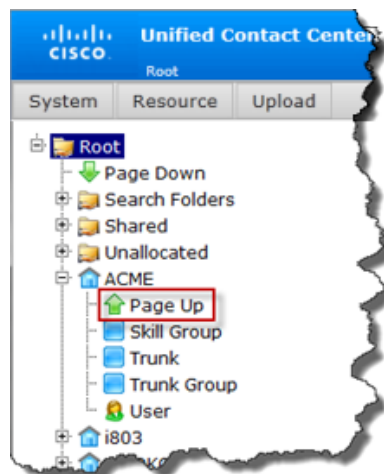 CISCO
Unified Contact Center
Root
System Resource Upload
Root
Page Down
Search Folders
Shared
Unallocated
ACME
Page Up
Skill Group
Trunk
Trunk Group
User
i803